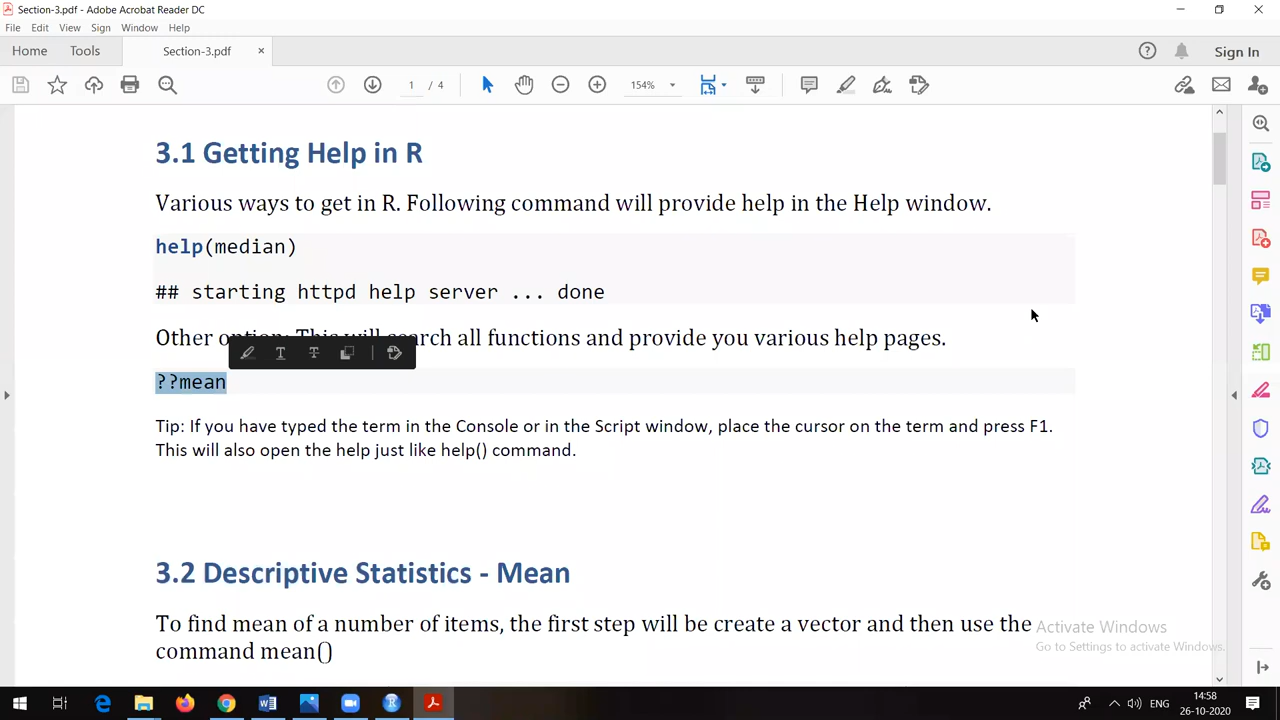 Section-3.pdf - Adobe Acrobat Reader DC
File Edit View Sign Window Help
Home Tools Section-3.pdf × Sign In
1 / 4 154%
3.1 Getting Help in R
Various ways to get in R. Following command will provide help in the Help window.
help(median)
## starting httpd help server ... done
Other option: This will search all functions and provide you various help pages.
??mean
Tip: If you have typed the term in the Console or in the Script window, place the cursor on the term and press F1.
This will also open the help just like help() command.
3.2 Descriptive Statistics - Mean
To find mean of a number of items, the first step will be create a vector and then use the
command mean()
Activate Windows
Go to Settings to activate Windows.
ENG 14:58
26-10-2020